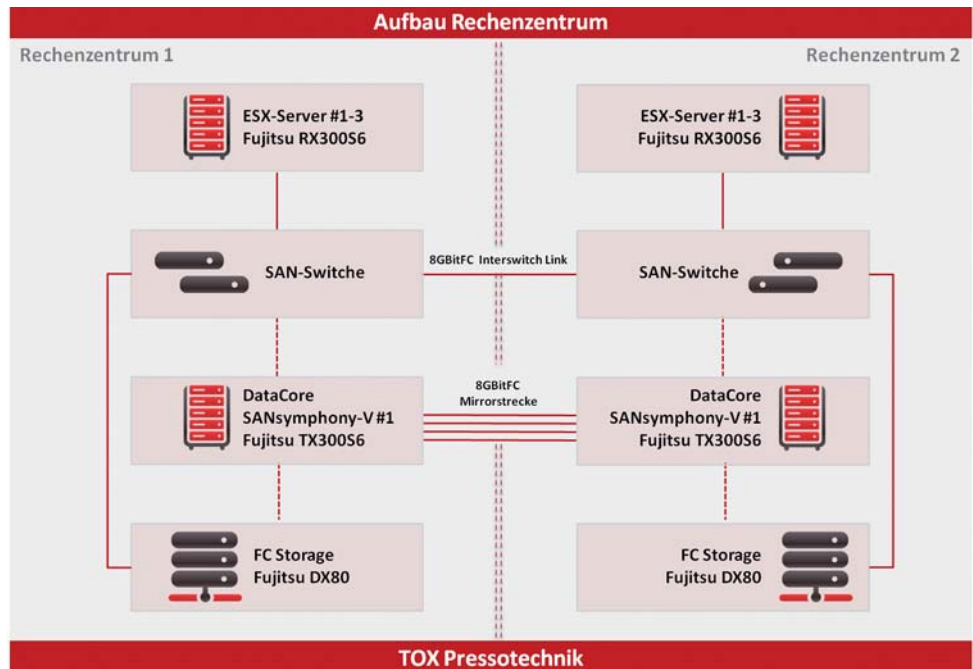 Aufbau Rechenzentrum
Rechenzentrum 1
Rechenzentrum 2
ESX-Server #1-3
Fujitsu RX300S6
ESX-Server #1-3
Fujitsu RX300S6
SAN-Switche
8GBitFC Interswitch Link
SAN-Switche
DataCore
SANsymphony-V #1
Fujitsu TX300S6
8GBitFC
Mirrorstrecke
DataCore
SANsymphony-V #1
Fujitsu TX300S6
FC Storage
Fujitsu DX80
FC Storage
Fujitsu DX80
TOX Pressotechnik